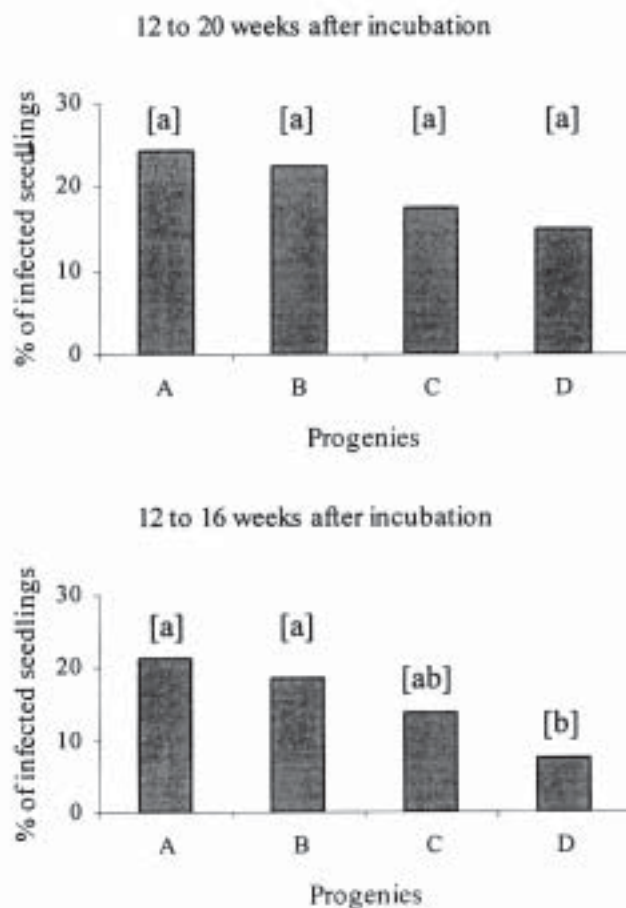 12 to 20 weeks after incubation
% of infected seedlings
30
20
10
0
[a] [a] [a] [a]
A B C D
Progenies
12 to 16 weeks after incubation
% of infected seedlings
30
20
10
0
[a] [a] [ab] [b]
A B C D
Progenies